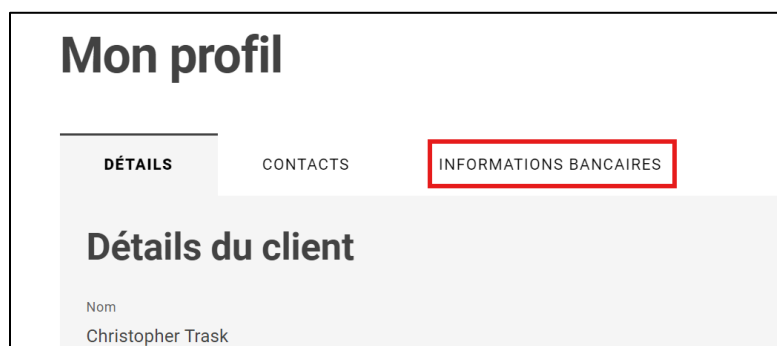 Mon profil
DÉTAILS CONTACTS INFORMATIONS BANCAIRES
Détails du client
Nom
Christopher Trask